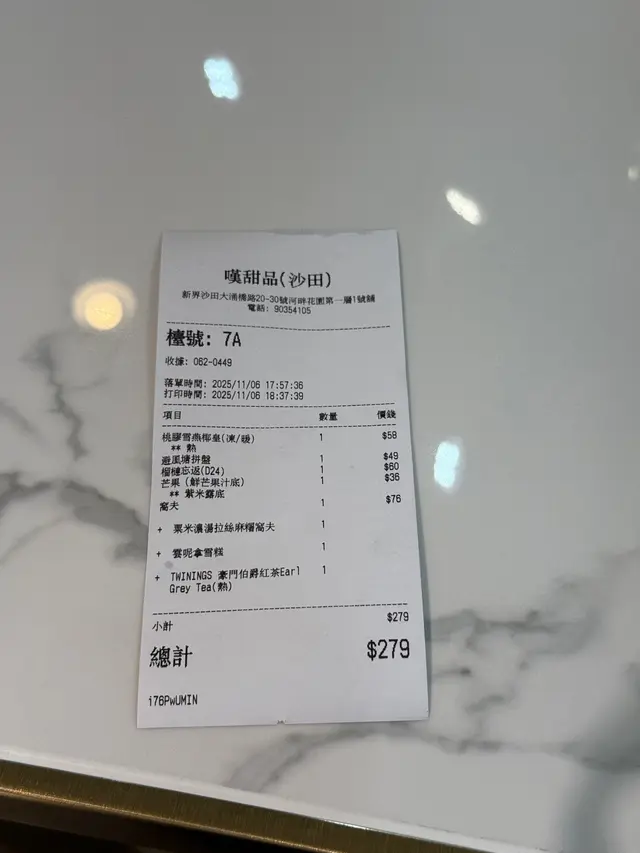 嘆甜品(沙田)
新界沙田大涌橋路20-30號河畔花園第一層1號舖
電話: 90354105
檯號: 7A
收據: 062-0449
落單時間: 2025/11/06 17:57:36
打印時間: 2025/11/06 18:37:39
項目 數量 價錢
桃膠雪燕椰皇(凍/暖) 1 $58
** 熱
避風塘拼盤 1 $49
榴槤忘返(D24) 1 $60
芒果 (鮮芒果汁底) 1 $36
** 紫米露底
窩夫 1 $76
+ 粟米濃湯拉絲麻糬窩夫 1
+ 雲呢拿雪糕 1
+ TWININGS 豪門伯爵紅茶Earl 1
Grey Tea(熱)
小計 $279
總計 $279
i76PwUMIN